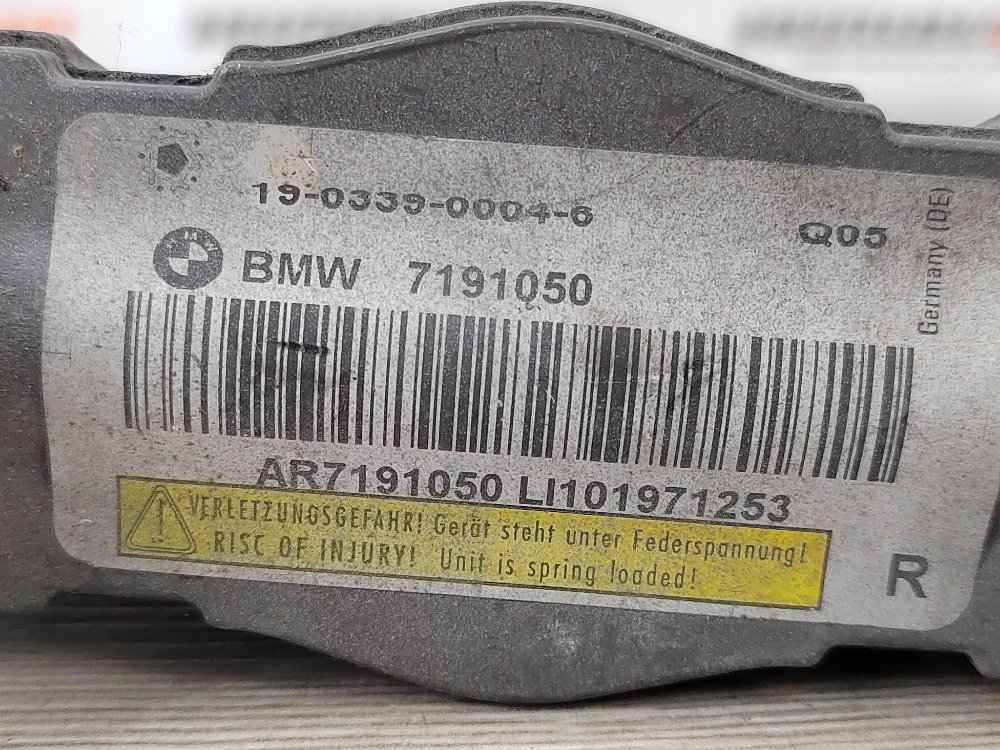 19-0339-0004-6
Q05
BMW 7191050
Germany (DE)
AR7191050 LI101971253
VERLETZUNGSGEFAHR! Gerät steht unter Federspannung!
RISC OF INJURY! Unit is spring loaded!
R